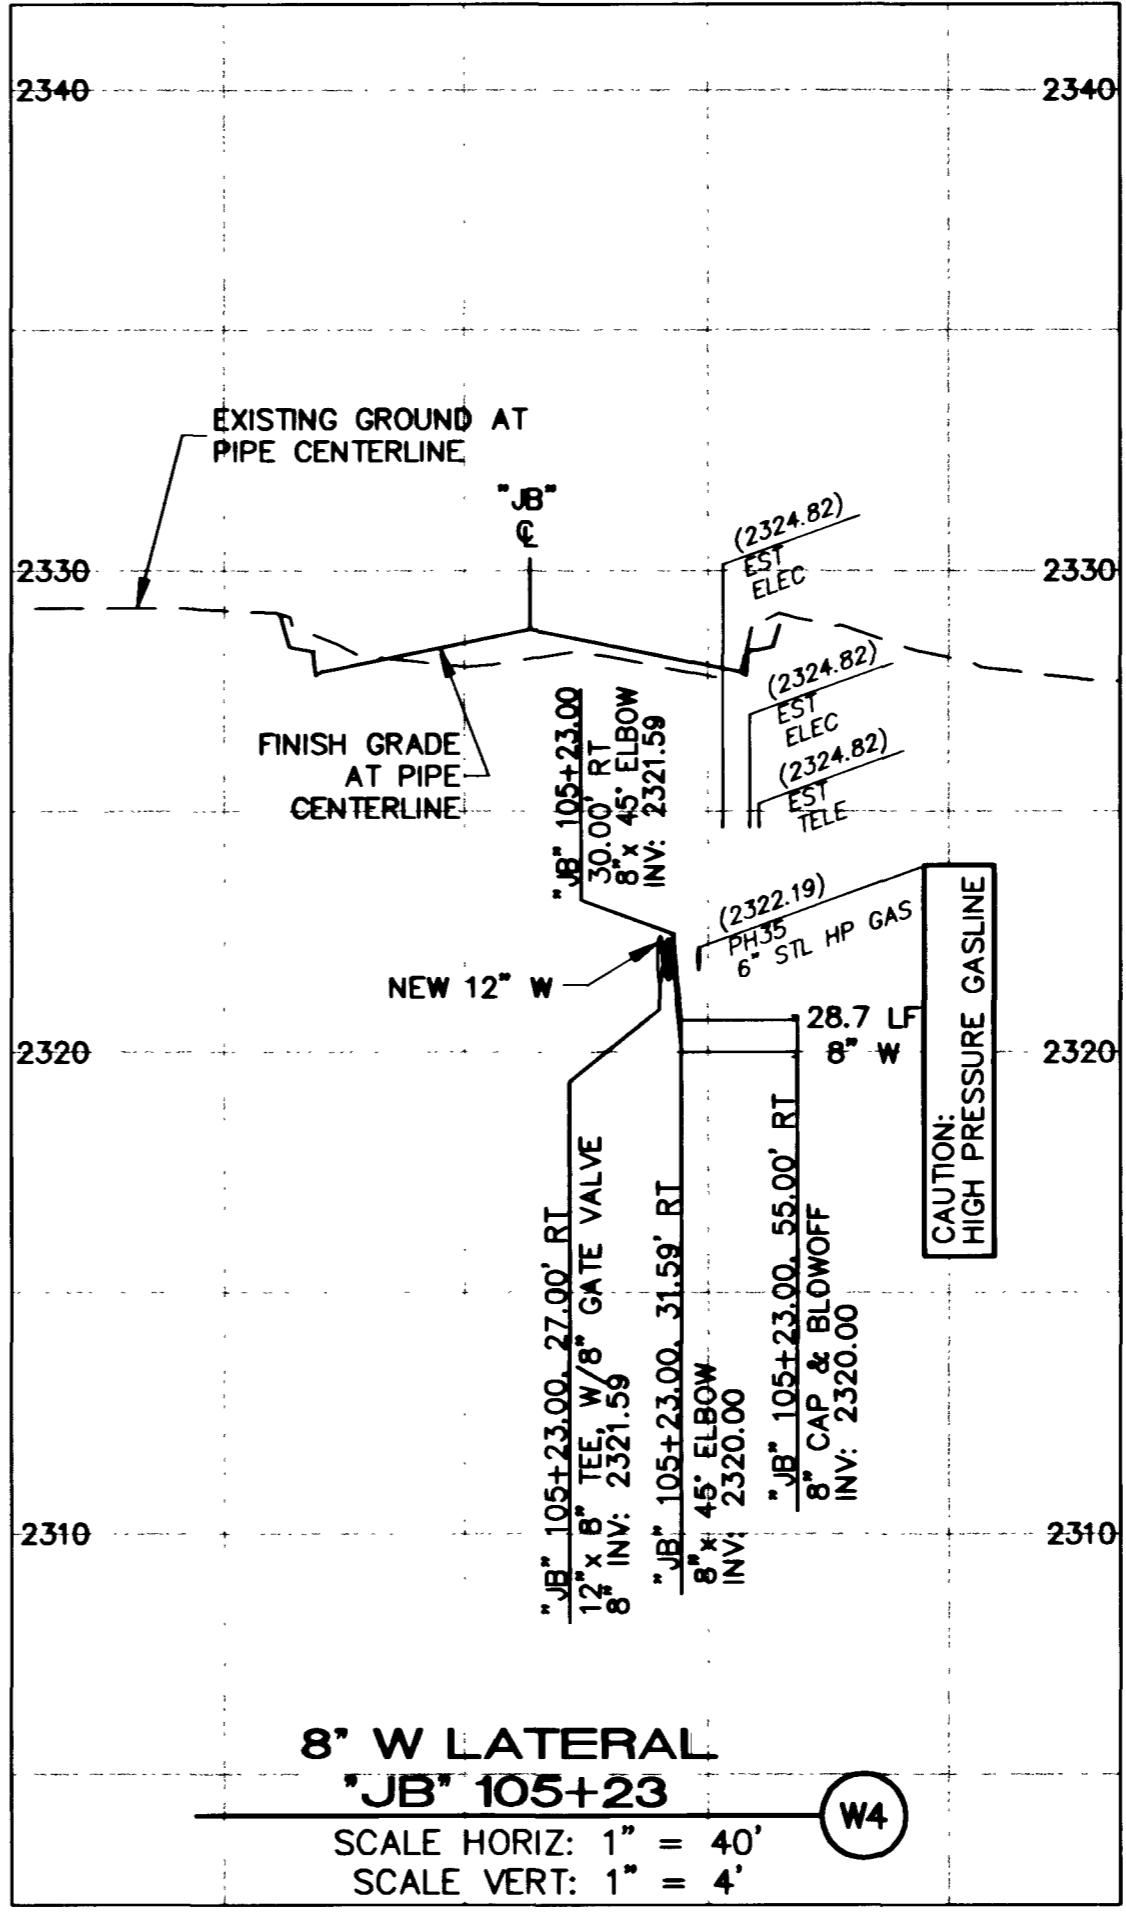 2340
2340
EXISTING GROUND AT
PIPE CENTERLINE
"JB"
℄
(2324.82)
EST
ELEC
2330
2330
(2324.82)
EST
ELEC
(2324.82)
EST
TELE
FINISH GRADE
AT PIPE
CENTERLINE
"JB" 105+23.00
30.00' RT
8" x 45° ELBOW
INV: 2321.59
(2322.19)
PH35
6" STL HP GAS
CAUTION:
HIGH PRESSURE GASLINE
NEW 12" W
28.7 LF
8" W
2320
2320
"JB" 105+23.00, 27.00' RT
12" x 8" TEE, W/8" GATE VALVE
8" INV: 2321.59
"JB" 105+23.00, 31.59' RT
8" x 45° ELBOW
INV: 2320.00
"JB" 105+23.00, 55.00' RT
8" CAP & BLOWOFF
INV: 2320.00
2310
2310
8" W LATERAL
"JB" 105+23
W4
SCALE HORIZ: 1" = 40'
SCALE VERT: 1" = 4'